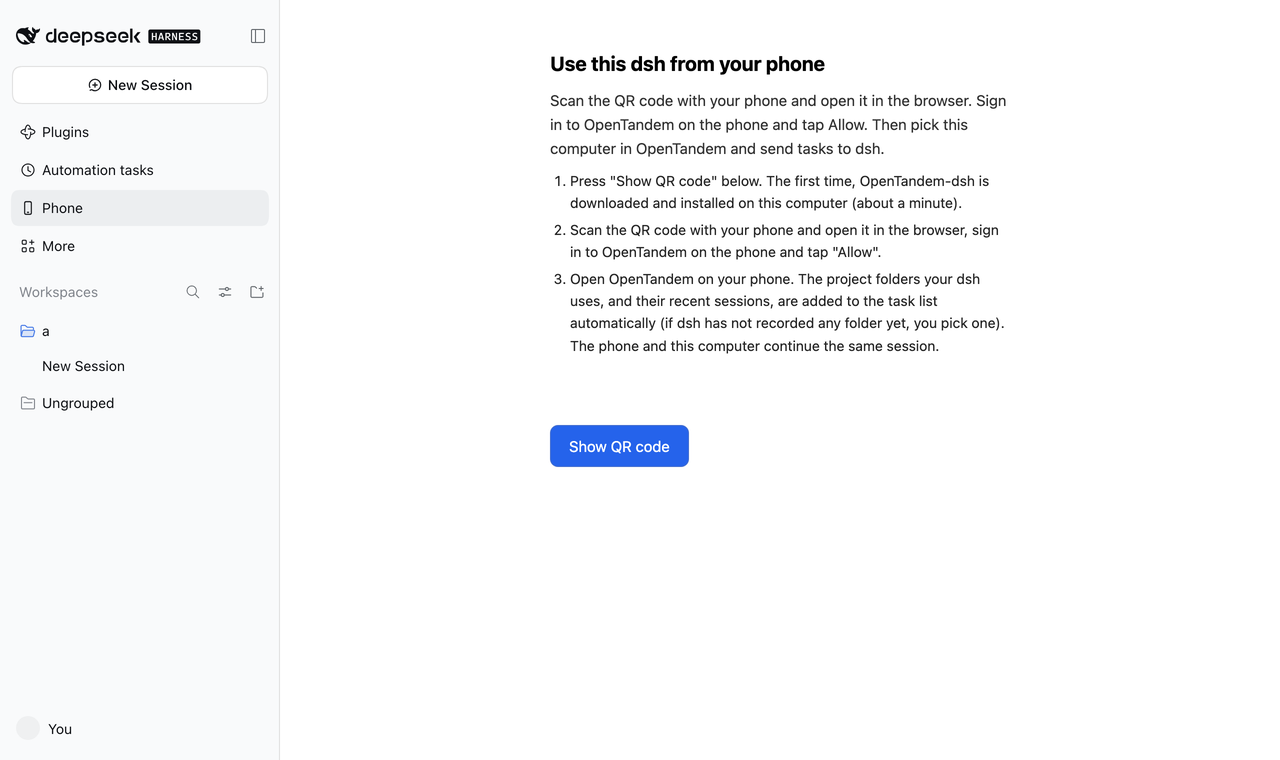 deepseek HARNESS
New Session
Plugins
Automation tasks
Phone
More
Workspaces
a
New Session
Ungrouped
You
Use this dsh from your phone
Scan the QR code with your phone and open it in the browser. Sign
in to OpenTandem on the phone and tap Allow. Then pick this
computer in OpenTandem and send tasks to dsh.
1. Press "Show QR code" below. The first time, OpenTandem-dsh is
downloaded and installed on this computer (about a minute).
2. Scan the QR code with your phone and open it in the browser, sign
in to OpenTandem on the phone and tap "Allow".
3. Open OpenTandem on your phone. The project folders your dsh
uses, and their recent sessions, are added to the task list
automatically (if dsh has not recorded any folder yet, you pick one).
The phone and this computer continue the same session.
Show QR code